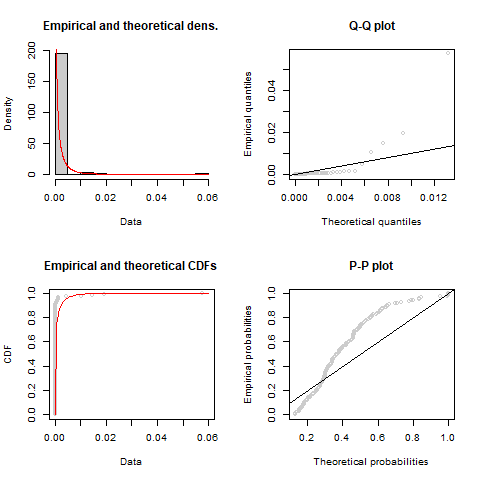 Empirical and theoretical dens.
Density
0 50 100 150 200
0.00 0.02 0.04 0.06
Data
Q-Q plot
Empirical quantiles
0.00 0.02 0.04
0.000 0.004 0.008 0.012
Theoretical quantiles
Empirical and theoretical CDFs
CDF
0.0 0.2 0.4 0.6 0.8 1.0
0.00 0.02 0.04 0.06
Data
P-P plot
Empirical probabilities
0.0 0.2 0.4 0.6 0.8 1.0
0.2 0.4 0.6 0.8 1.0
Theoretical probabilities